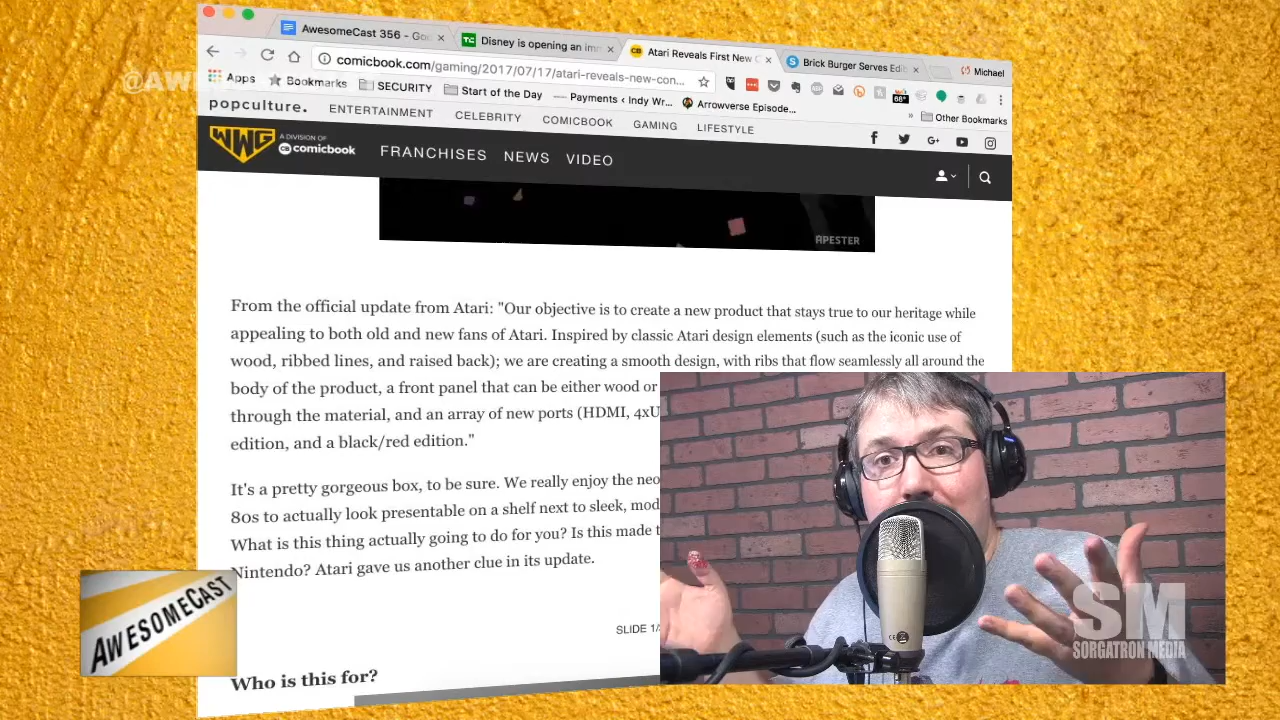 AwesomeCast 356 - Go
Disney is opening an im
Atari Reveals First New C
Brick Burger Serves Edi
Michael
comicbook.com/gaming/2017/07/17/atari-reveals-new-con...
@AW
Apps
Bookmarks
SECURITY
Start of the Day
Payments ‹ Indy Wr...
Arrowverse Episode...
68°
»
Other Bookmarks
popculture.
ENTERTAINMENT
CELEBRITY
COMICBOOK
GAMING
LIFESTYLE
WWG
A DIVISION OF
CB comicbook
FRANCHISES
NEWS
VIDEO
APESTER
From the official update from Atari: "Our objective is to create a new product that stays true to our heritage while
appealing to both old and new fans of Atari. Inspired by classic Atari design elements (such as the iconic use of
wood, ribbed lines, and raised back); we are creating a smooth design, with ribs that flow seamlessly all around the
body of the product, a front panel that can be either wood or
through the material, and an array of new ports (HDMI, 4xU
edition, and a black/red edition."
It's a pretty gorgeous box, to be sure. We really enjoy the neo
80s to actually look presentable on a shelf next to sleek, mod
What is this thing actually going to do for you? Is this made t
Nintendo? Atari gave us another clue in its update.
SLIDE 1/
Who is this for?
AWESOMECAST
SM
SORGATRON MEDIA